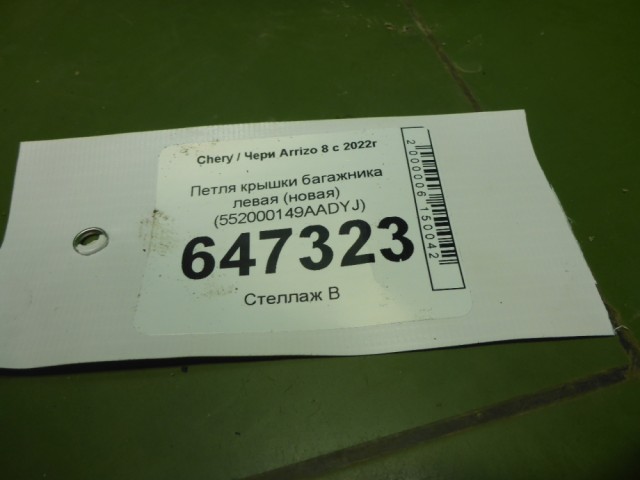 Chery / Чери Arrizo 8 с 2022г
Петля крышки багажника
левая (новая)
(552000149AADYJ)
647323
Стеллаж В
2000006150042